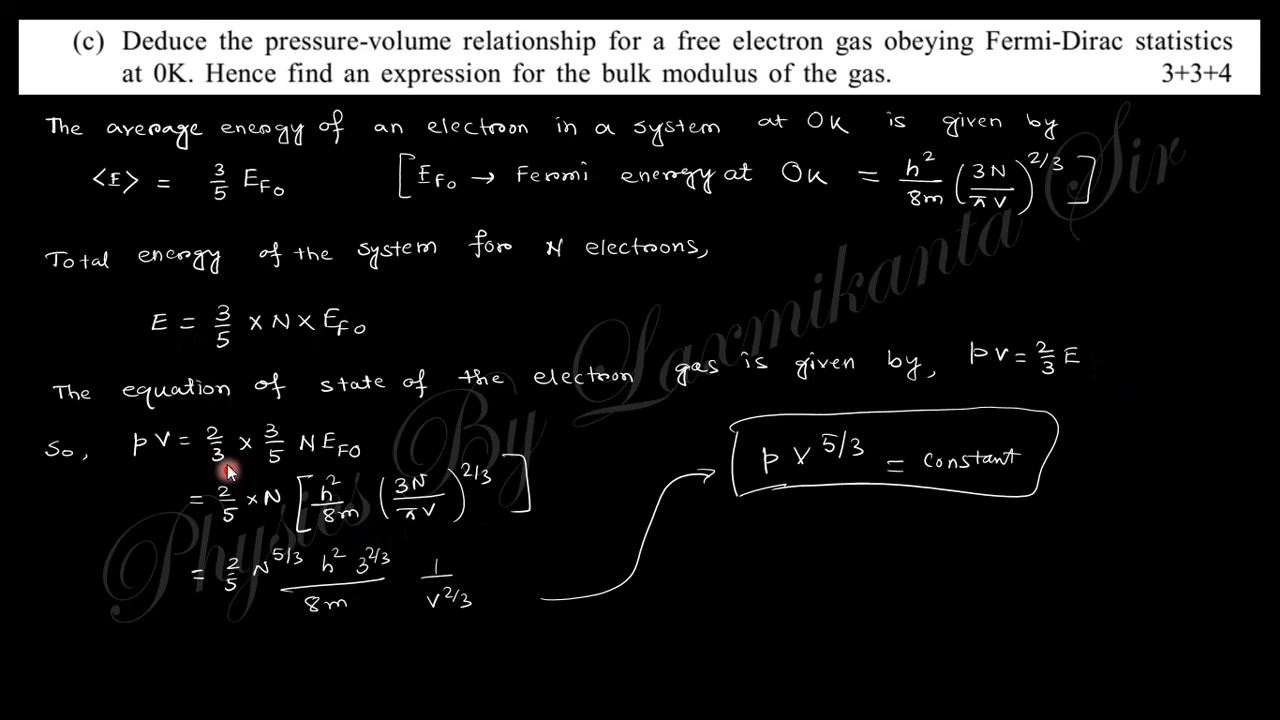 (c) Deduce the pressure-volume relationship for a free electron gas obeying Fermi-Dirac statistics
at 0K. Hence find an expression for the bulk modulus of the gas. 3+3+4
The average energy of an electron in a system at 0K is given by
<E> = 3/5 E_F0 [E_F0 → Fermi energy at 0K = h²/8m (3N/πV)^2/3]
Total energy of the system for N electrons,
E = 3/5 × N × E_F0
The equation of state of the electron gas is given by, pV = 2/3 E
So, pV = 2/3 × 3/5 N E_F0
= 2/5 × N [h²/8m (3N/πV)^2/3]
pV^5/3 = constant
= 2/5 N^5/3 h² 3^2/3 / 8m 1/V^2/3
Physics By Laxmikanta Sir